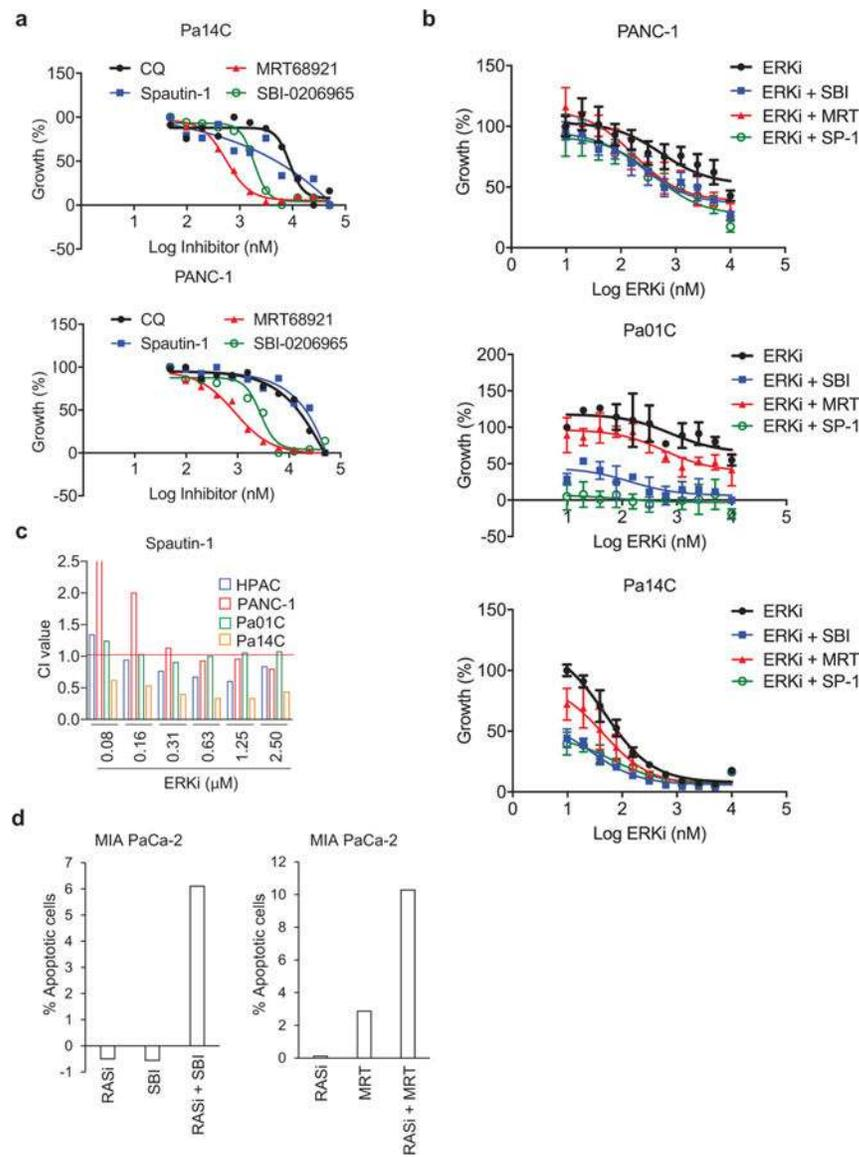 a
Pa14C
CQ
MRT68921
Spautin-1
SBI-0206965
Growth (%)
150
00
50
0
-50
1
2
3
4
5
Log Inhibitor (nM)
PANC-1
CQ
MRT68921
Spautin-1
SBI-0206965
Growth (%)
150
100
50
0
-50
1
2
3
4
5
Log Inhibitor (nM)
b
PANC-1
ERKi
ERKi + SBI
ERKi + MRT
ERKi + SP-1
Growth (%)
150
100
50
0
0
1
2
3
4
5
Log ERKi (nM)
Pa01C
ERKi
ERKi + SBI
ERKi + MRT
ERKi + SP-1
Growth (%)
200
150
100
50
0
-50
1
2
3
4
5
Log ERKi (nM)
Pa14C
ERKi
ERKi + SBI
ERKi + MRT
ERKi + SP-1
Growth (%)
150
100
50
0
0
1
2
3
4
5
Log ERKi (nM)
c
Spautin-1
HPAC
PANC-1
Pa01C
Pa14C
CI value
2.5
2.0
1.5
1.0
0.5
0.0
0.08
0.16
0.31
0.63
1.25
2.50
ERKi (µM)
d
MIA PaCa-2
% Apoptotic cells
7
6
5
4
3
2
1
0
-1
RASi
SBI
RASi + SBI
MIA PaCa-2
% Apoptotic cells
12
10
8
6
4
2
0
RASi
MRT
RASi + MRT